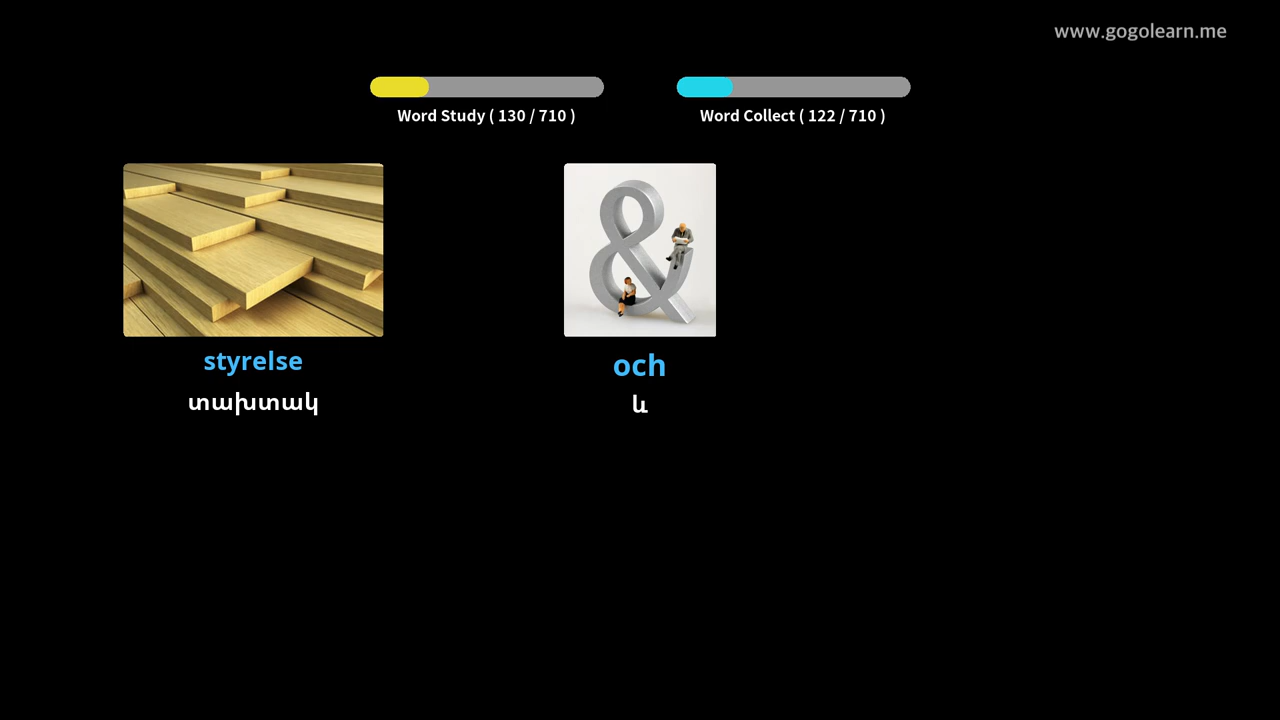 www.gogolearn.me
Word Study ( 130 / 710 )
Word Collect ( 122 / 710 )
styrelse
տախտակ
och
և